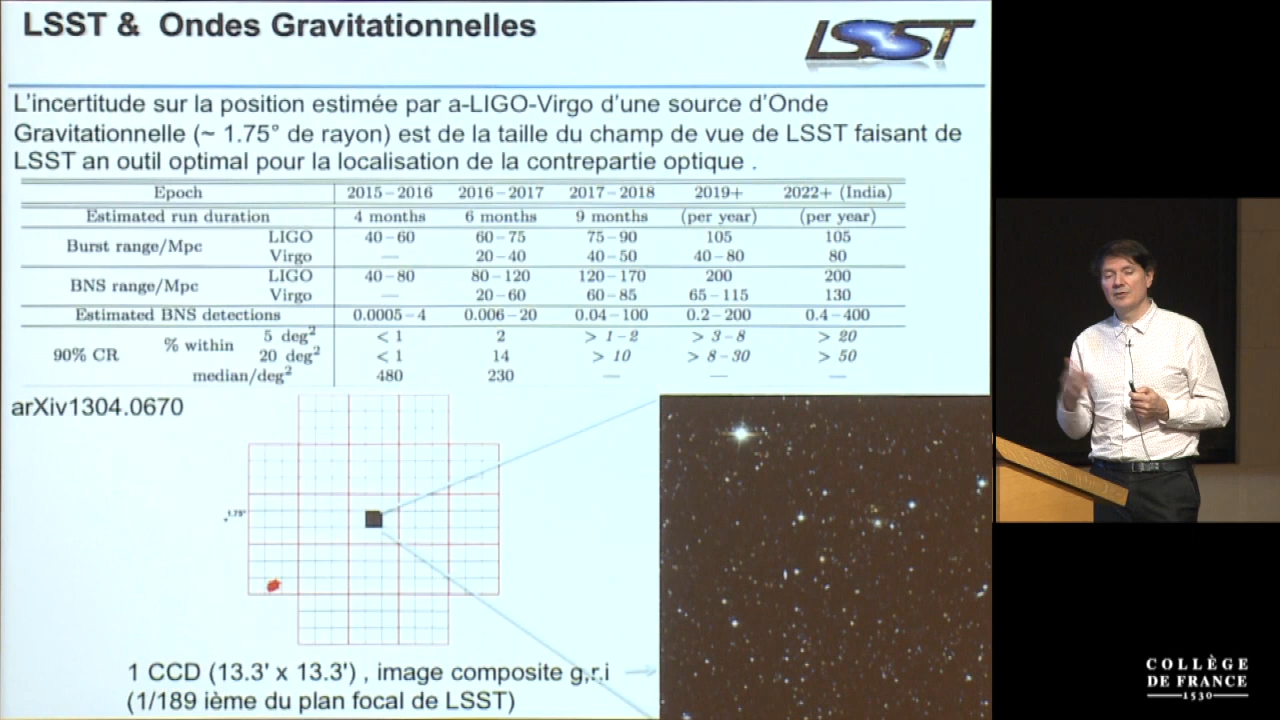 LSST & Ondes Gravitationnelles
LSST
L'incertitude sur la position estimée par a-LIGO-Virgo d'une source d'Onde
Gravitationnelle (~ 1.75° de rayon) est de la taille du champ de vue de LSST faisant de
LSST an outil optimal pour la localisation de la contrepartie optique .
Epoch 2015 – 2016 2016 – 2017 2017 – 2018 2019+ 2022+ (India)
Estimated run duration 4 months 6 months 9 months (per year) (per year)
Burst range/Mpc LIGO 40 – 60 60 – 75 75 – 90 105 105
Virgo — 20 – 40 40 – 50 40 – 80 80
BNS range/Mpc LIGO 40 – 80 80 – 120 120 – 170 200 200
Virgo — 20 – 60 60 – 85 65 – 115 130
Estimated BNS detections 0.0005 – 4 0.006 – 20 0.04 – 100 0.2 – 200 0.4 – 400
90% CR % within 5 deg² < 1 2 > 1 – 2 > 3 – 8 > 20
20 deg² < 1 14 > 10 > 8 – 30 > 50
median/deg² 480 230 — — —
arXiv1304.0670
1.75°
1 CCD (13.3' x 13.3') , image composite g,r.i
(1/189 ième du plan focal de LSST)
COLLÈGE
DE FRANCE
1530